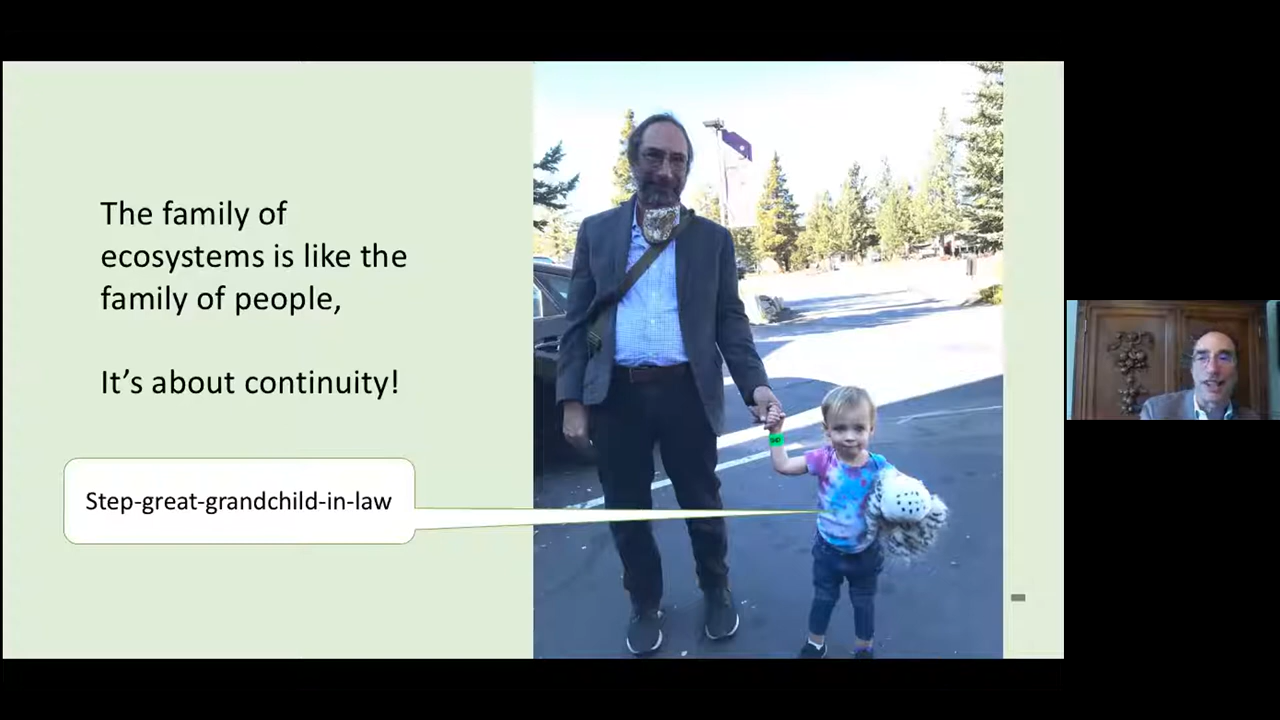 The family of
ecosystems is like the
family of people,
It's about continuity!
Step-great-grandchild-in-law